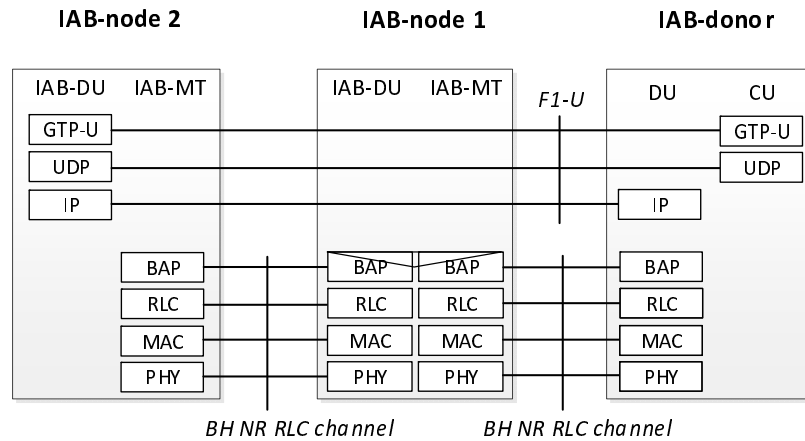 IAB-node 2 IAB-node 1 IAB-donor
IAB-DU IAB-MT IAB-DU IAB-MT F1-U DU CU
GTP-U GTP-U
UDP UDP
IP IP
BAP BAP BAP BAP
RLC RLC RLC RLC
MAC MAC MAC MAC
PHY PHY PHY PHY
BH NR RLC channel BH NR RLC channel